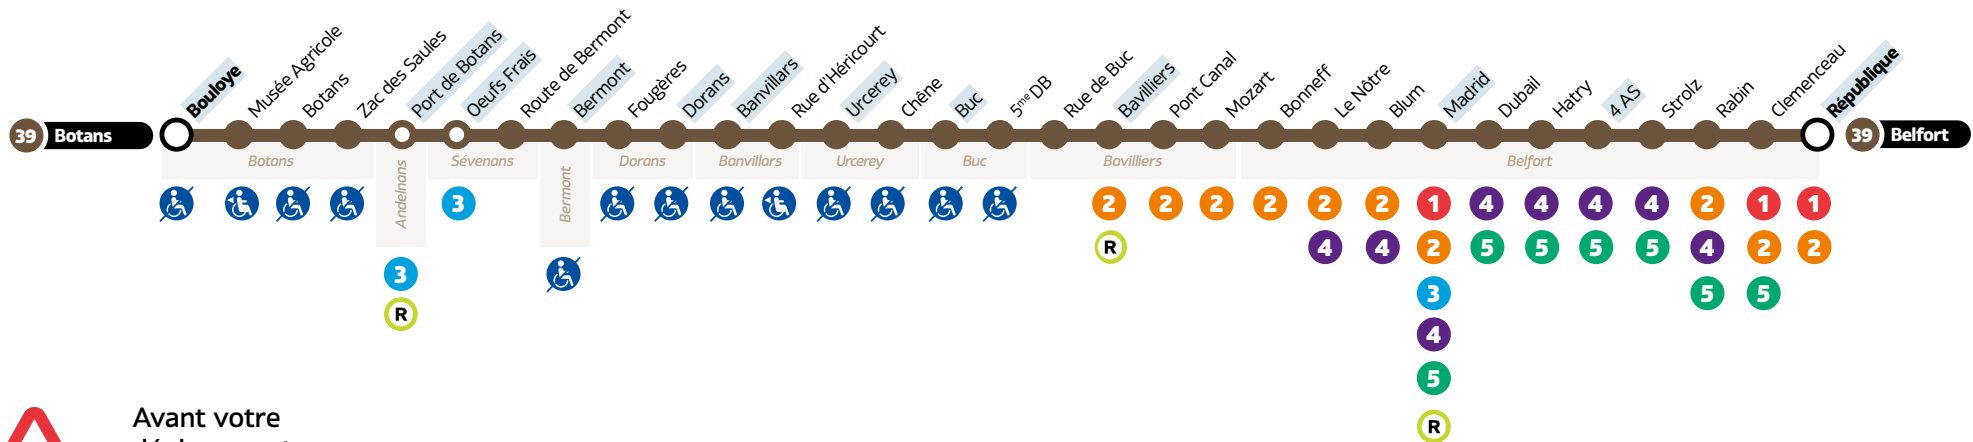 Bouloye
Musée Agricole
Botans
Zac des Saules
Port de Botans
Oeufs Frais
Route de Bermont
Bermont
Fougères
Dorans
Banvillars
Rue d'Héricourt
Urcerey
Chêne
Buc
5me DB
Rue de Buc
Bavilliers
Pont Canal
Mozart
Bonneff
Le Nôtre
Blum
Madrid
Dubail
Hatry
4 AS
Strolz
Rabin
Clemenceau
République
39 Botans
39 Belfort
Botans
Andelnans
Sévenans
Bermont
Dorans
Banvillars
Urcerey
Buc
Bavilliers
Belfort
3 2 2 2 2 2 2 1 4 4 4 4 2 1 1
R 4 4 2 5 5 5 5 4 2 2
3 3 5 5
R 4
5
R
Avant votre